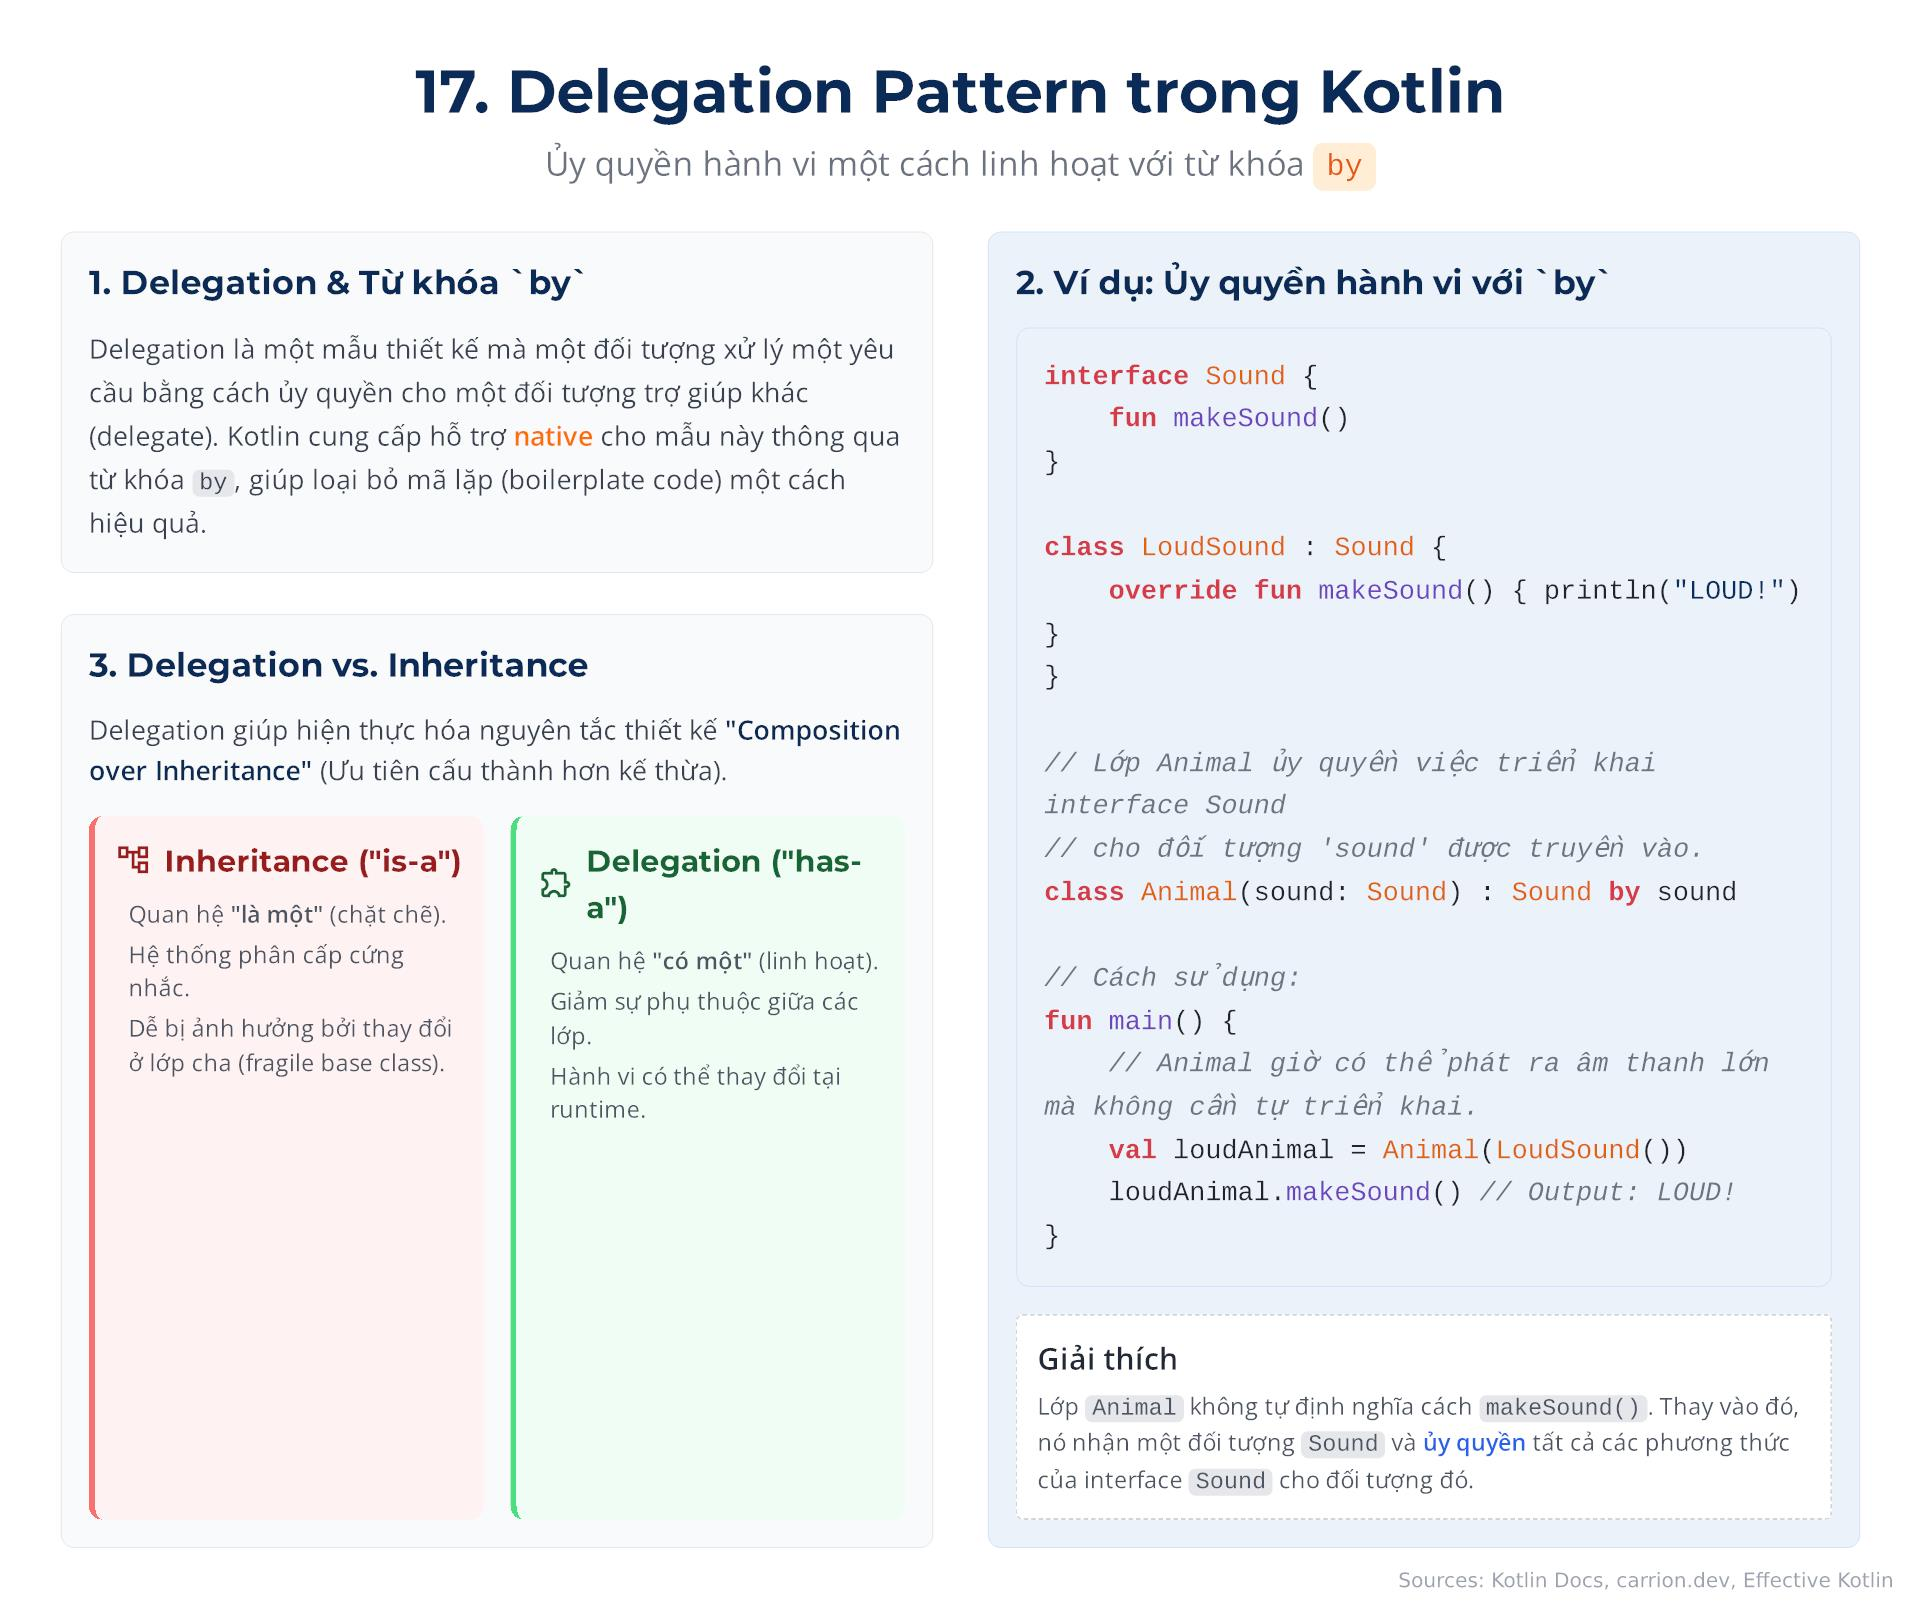 17. Delegation Pattern trong Kotlin
Ủy quyền hành vi một cách linh hoạt với từ khóa by
1. Delegation & Từ khóa `by`
Delegation là một mẫu thiết kế mà một đối tượng xử lý một yêu
cầu bằng cách ủy quyền cho một đối tượng trợ giúp khác
(delegate). Kotlin cung cấp hỗ trợ native cho mẫu này thông qua
từ khóa by, giúp loại bỏ mã lặp (boilerplate code) một cách
hiệu quả.
2. Ví dụ: Ủy quyền hành vi với `by`
interface Sound {
    fun makeSound()
}

class LoudSound : Sound {
    override fun makeSound() { println("LOUD!")
}
}

// Lớp Animal ủy quyền việc triển khai
interface Sound
// cho đối tượng 'sound' được truyền vào.
class Animal(sound: Sound) : Sound by sound

// Cách sử dụng:
fun main() {
    // Animal giờ có thể phát ra âm thanh lớn
mà không cần tự triển khai.
    val loudAnimal = Animal(LoudSound())
    loudAnimal.makeSound() // Output: LOUD!
}
Giải thích
Lớp Animal không tự định nghĩa cách makeSound(). Thay vào đó,
nó nhận một đối tượng Sound và ủy quyền tất cả các phương thức
của interface Sound cho đối tượng đó.
3. Delegation vs. Inheritance
Delegation giúp hiện thực hóa nguyên tắc thiết kế "Composition
over Inheritance" (Ưu tiên cấu thành hơn kế thừa).
Inheritance ("is-a")
Quan hệ "là một" (chặt chẽ).
Hệ thống phân cấp cứng
nhắc.
Dễ bị ảnh hưởng bởi thay đổi
ở lớp cha (fragile base class).
Delegation ("has-
a")
Quan hệ "có một" (linh hoạt).
Giảm sự phụ thuộc giữa các
lớp.
Hành vi có thể thay đổi tại
runtime.
Sources: Kotlin Docs, carrion.dev, Effective Kotlin